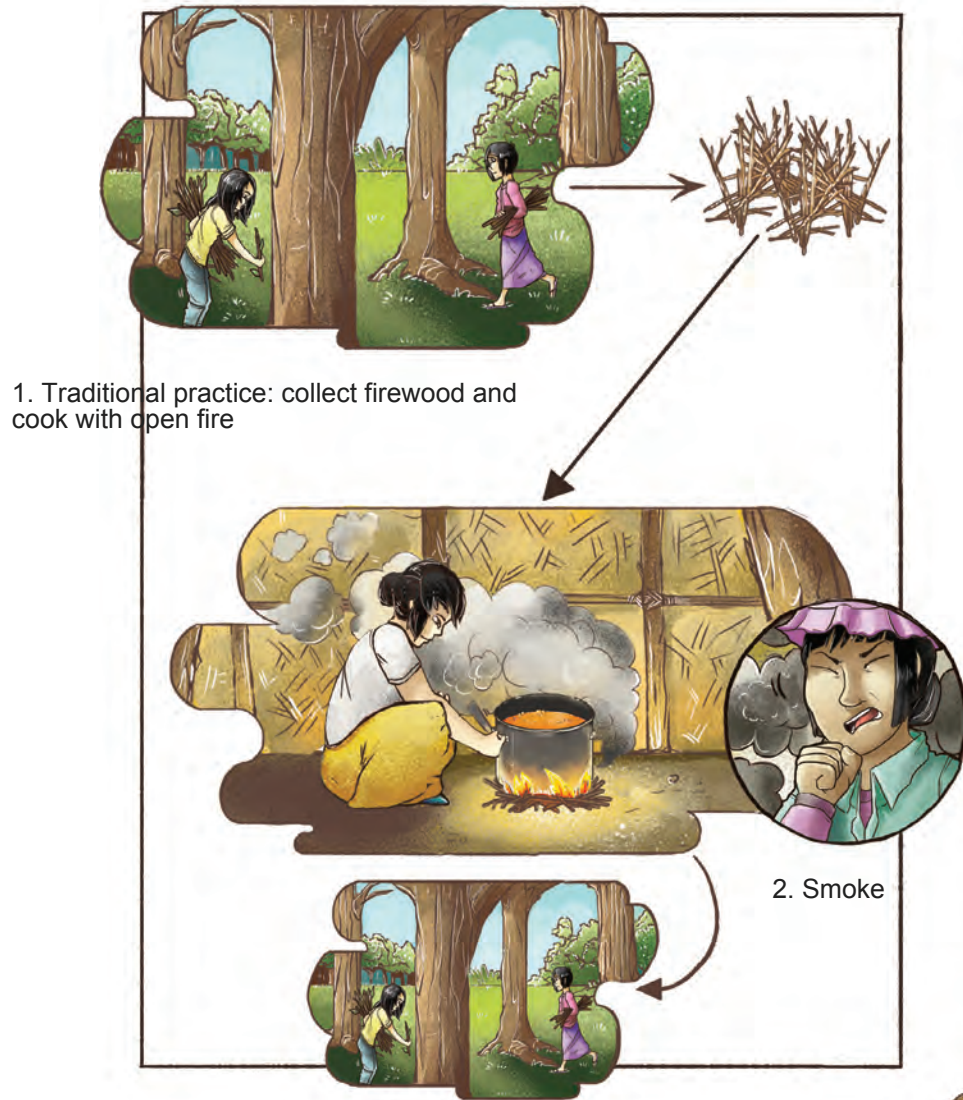 1. Traditional practice: collect firewood and
cook with open fire
2. Smoke